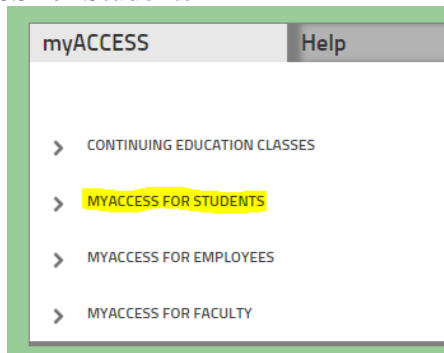 myACCESS Help
CONTINUING EDUCATION CLASSES
MYACCESS FOR STUDENTS
MYACCESS FOR EMPLOYEES
MYACCESS FOR FACULTY